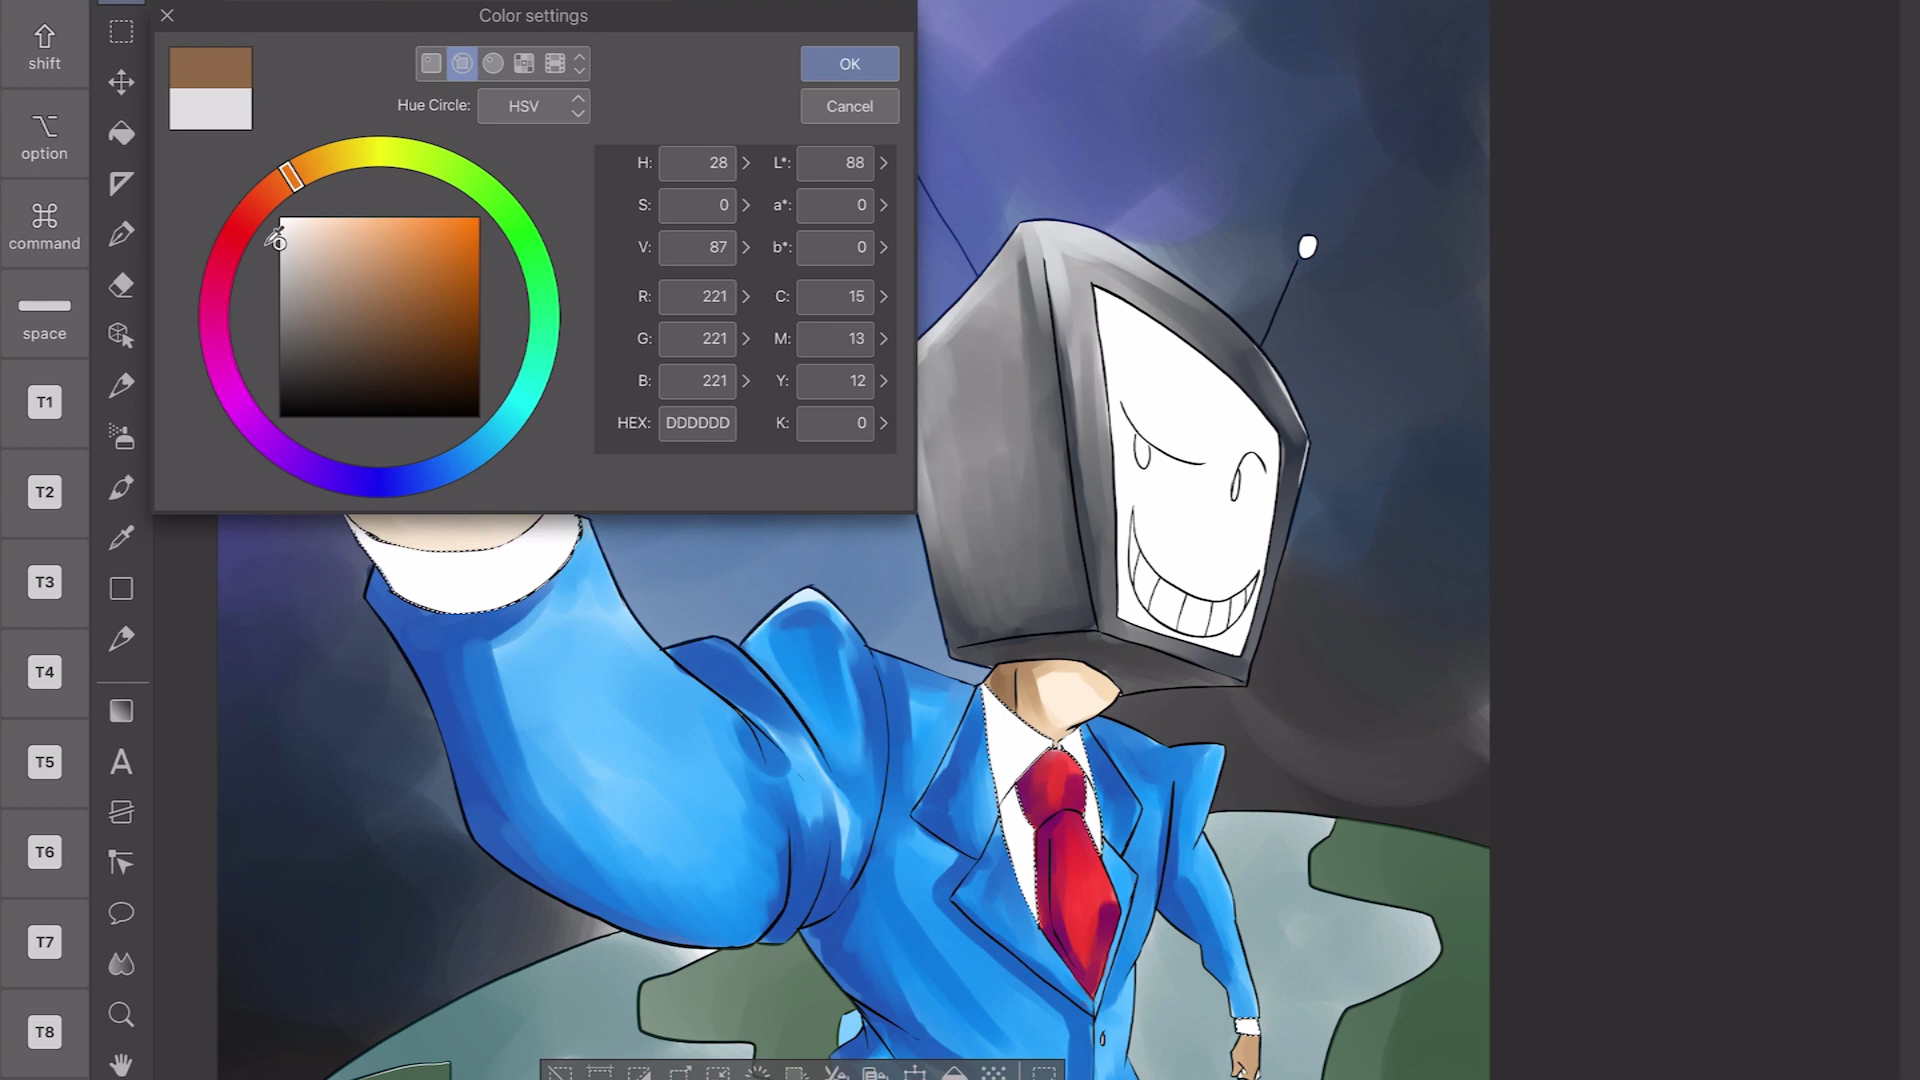 shift
option
command
space
T1
T2
T3
T4
T5
T6
T7
T8
A
Color settings
OK
Cancel
Hue Circle: HSV
H: 28 L*: 88
S: 0 a*: 0
V: 87 b*: 0
R: 221 C: 15
G: 221 M: 13
B: 221 Y: 12
HEX: DDDDDD K: 0